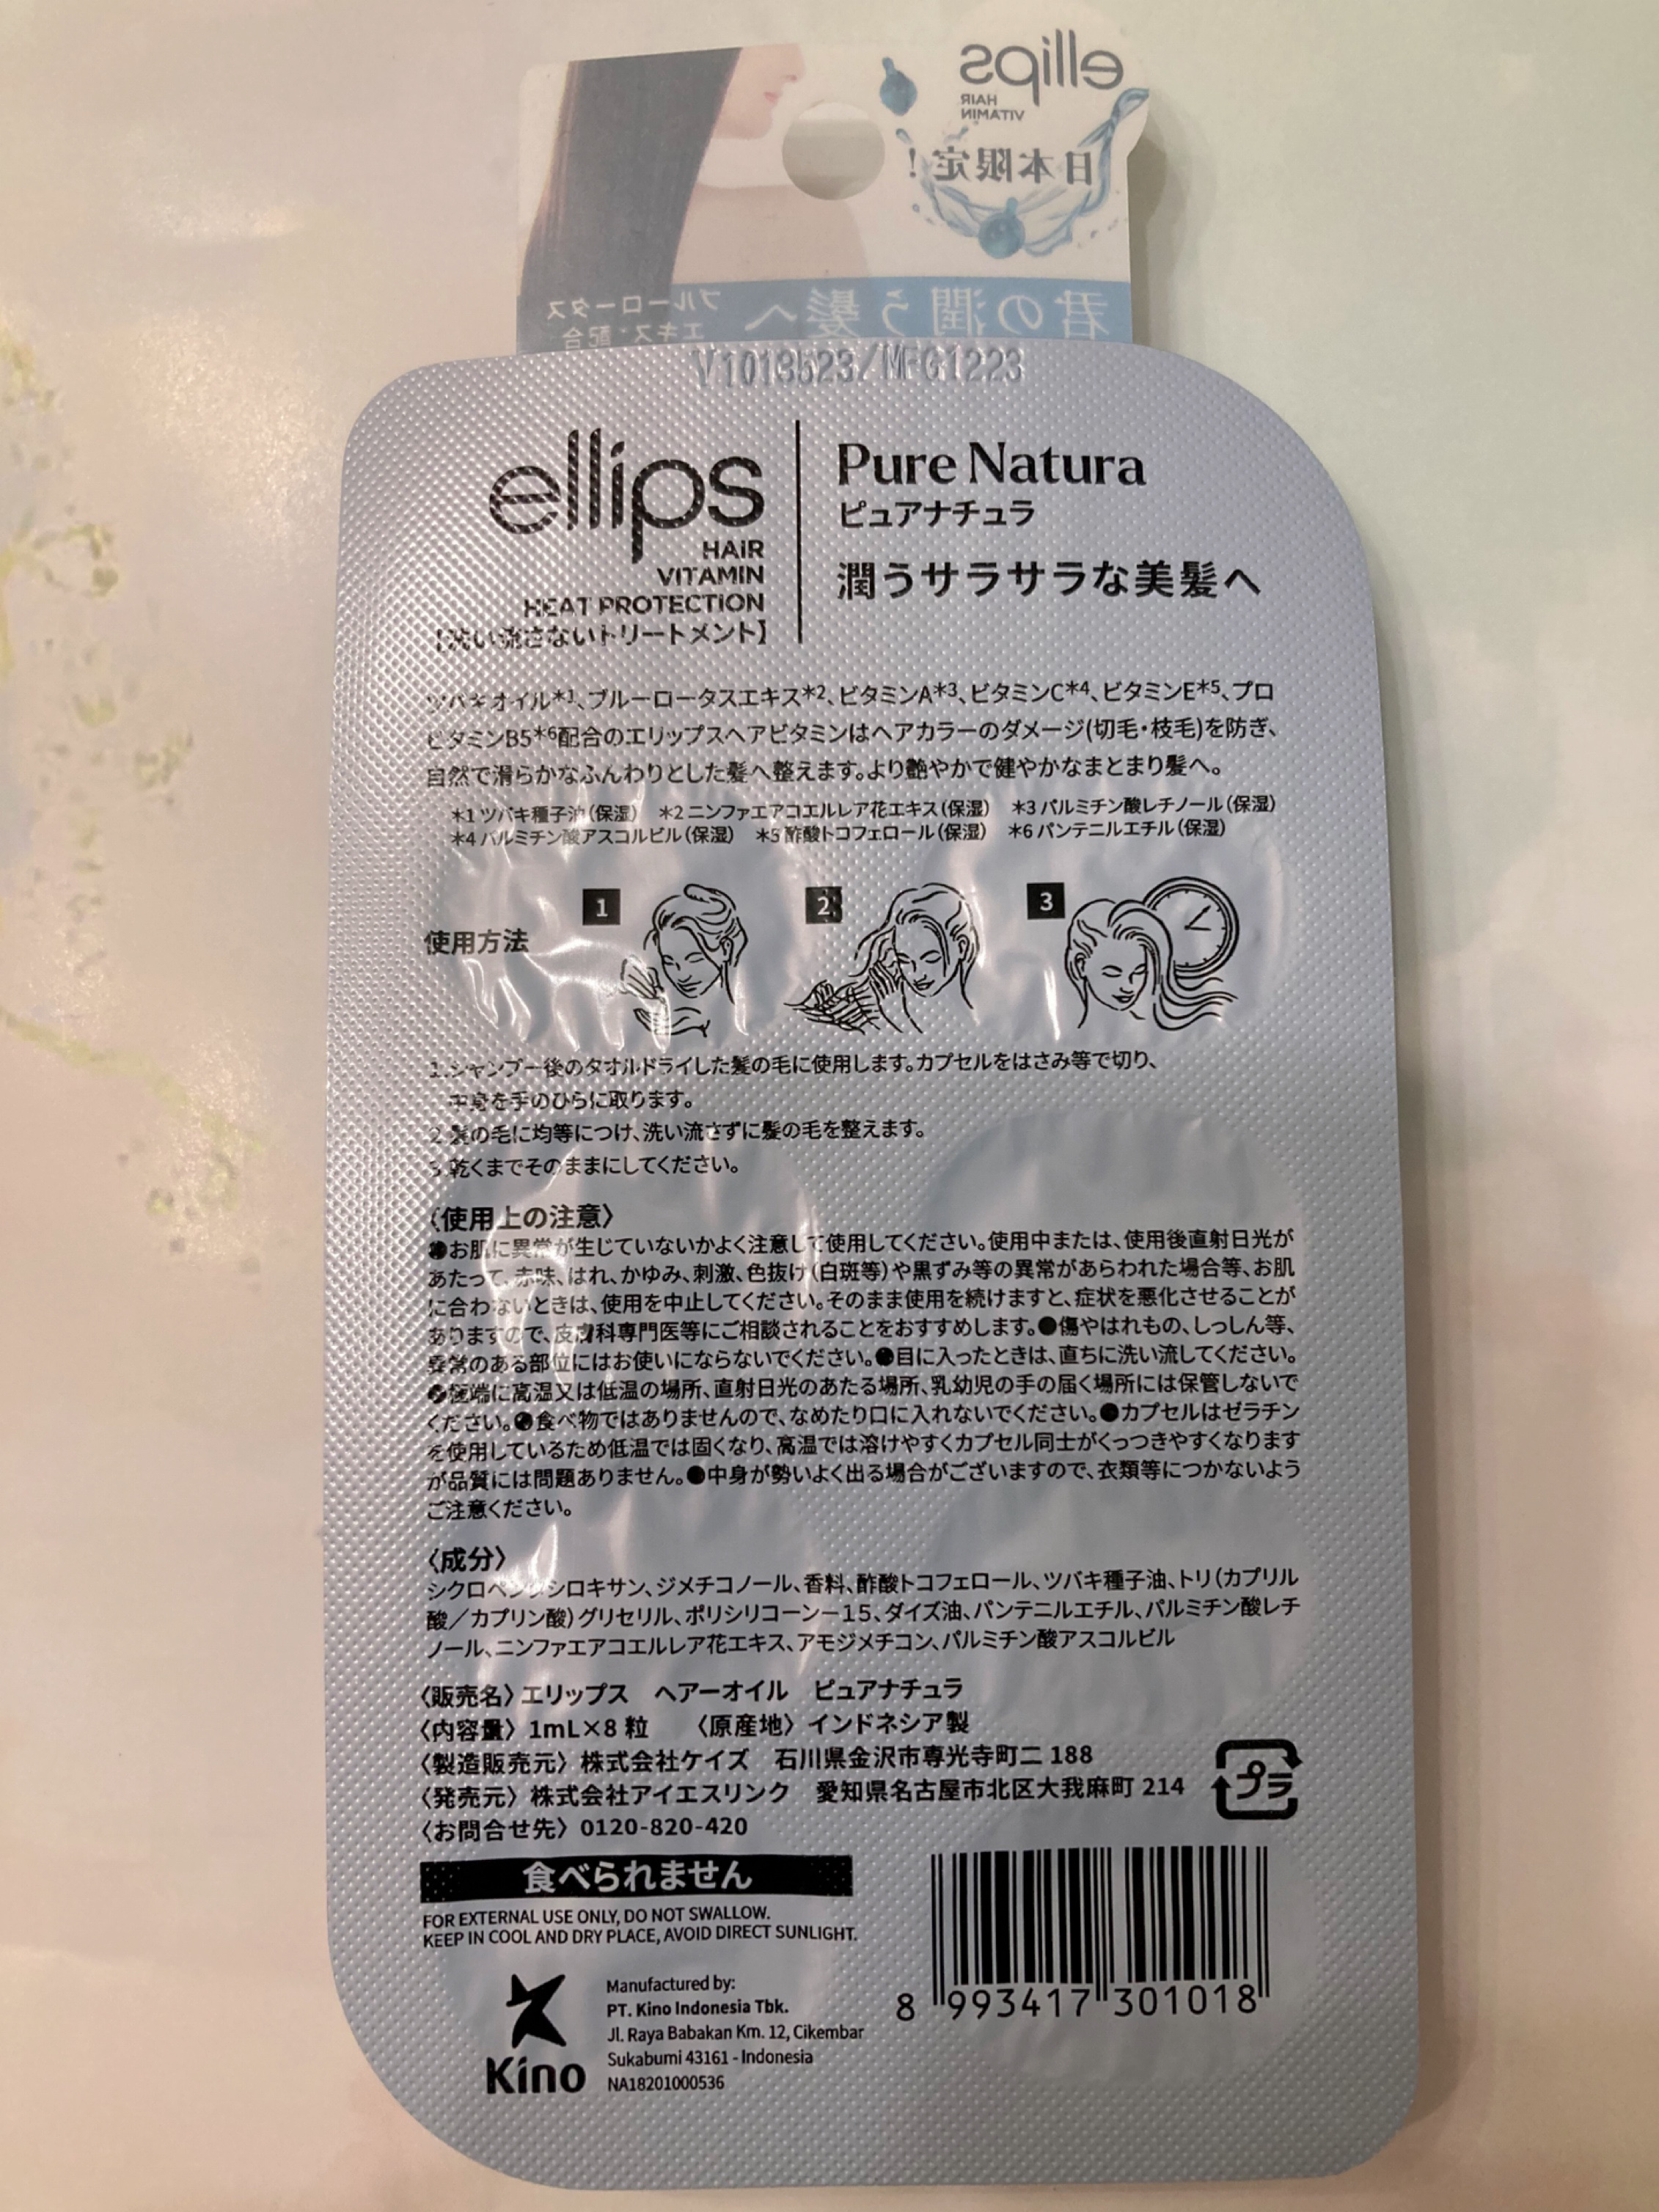 ellips
HAIR
VITAMIN
日本限定！
君の潤う髪へ
ブルーロータス
エキス*配合
/MFG1223
ellips
HAIR
VITAMIN
HEAT PROTECTION
【洗い流さないトリートメント】
Pure Natura
ピュアナチュラ
潤うサラサラな美髪へ
ツバキオイル*1、ブルーロータスエキス*2、ビタミンA*3、ビタミンC*4、ビタミンE*5、プロ
ビタミンB5*6配合のエリップスヘアビタミンはヘアカラーのダメージ(切毛・枝毛)を防ぎ、
自然で滑らかなふんわりとした髪へ整えます。より艶やかで健やかなまとまり髪へ。
*1 ツバキ種子油(保湿) *2 ニンファエアコエルレア花エキス(保湿) *3 パルミチン酸レチノール(保湿)
*4 パルミチン酸アスコルビル(保湿) *5 酢酸トコフェロール(保湿) *6 パンテニルエチル(保湿)
使用方法
1
2
3
1.シャンプー後のタオルドライした髪の毛に使用します。カプセルをはさみ等で切り、
中身を手のひらに取ります。
2.髪の毛に均等につけ、洗い流さずに髪の毛を整えます。
3.乾くまでそのままにしてください。
〈使用上の注意〉
●お肌に異常が生じていないかよく注意して使用してください。使用中または、使用後直射日光が
あたって、赤味、はれ、かゆみ、刺激、色抜け(白斑等)や黒ずみ等の異常があらわれた場合等、お肌
に合わないときは、使用を中止してください。そのまま使用を続けますと、症状を悪化させることが
ありますので、皮膚科専門医等にご相談されることをおすすめします。●傷やはれもの、しっしん等、
異常のある部位にはお使いにならないでください。●目に入ったときは、直ちに洗い流してください。
●極端に高温又は低温の場所、直射日光のあたる場所、乳幼児の手の届く場所には保管しないで
ください。●食べ物ではありませんので、なめたり口に入れないでください。●カプセルはゼラチン
を使用しているため低温では固くなり、高温では溶けやすくカプセル同士がくっつきやすくなります
が品質には問題ありません。●中身が勢いよく出る場合がございますので、衣類等につかないよう
ご注意ください。
〈成分〉
シクロペンタシロキサン、ジメチコノール、香料、酢酸トコフェロール、ツバキ種子油、トリ(カプリル
酸/カプリン酸)グリセリル、ポリシリコーン-15、ダイズ油、パンテニルエチル、パルミチン酸レチ
ノール、ニンファエアコエルレア花エキス、アモジメチコン、パルミチン酸アスコルビル
〈販売名〉エリップス ヘアーオイル ピュアナチュラ
〈内容量〉1mL×8粒 〈原産地〉インドネシア製
〈製造販売元〉株式会社ケイズ 石川県金沢市専光寺町二188
〈発売元〉株式会社アイエスリンク 愛知県名古屋市北区大我麻町214
〈お問合せ先〉0120-820-420
プラ
食べられません
FOR EXTERNAL USE ONLY, DO NOT SWALLOW.
KEEP IN COOL AND DRY PLACE, AVOID DIRECT SUNLIGHT.
Kino
Manufactured by:
PT. Kino Indonesia Tbk.
Jl. Raya Babakan Km. 12, Cikembar
Sukabumi 43161 - Indonesia
NA18201000536
8 993417 301018